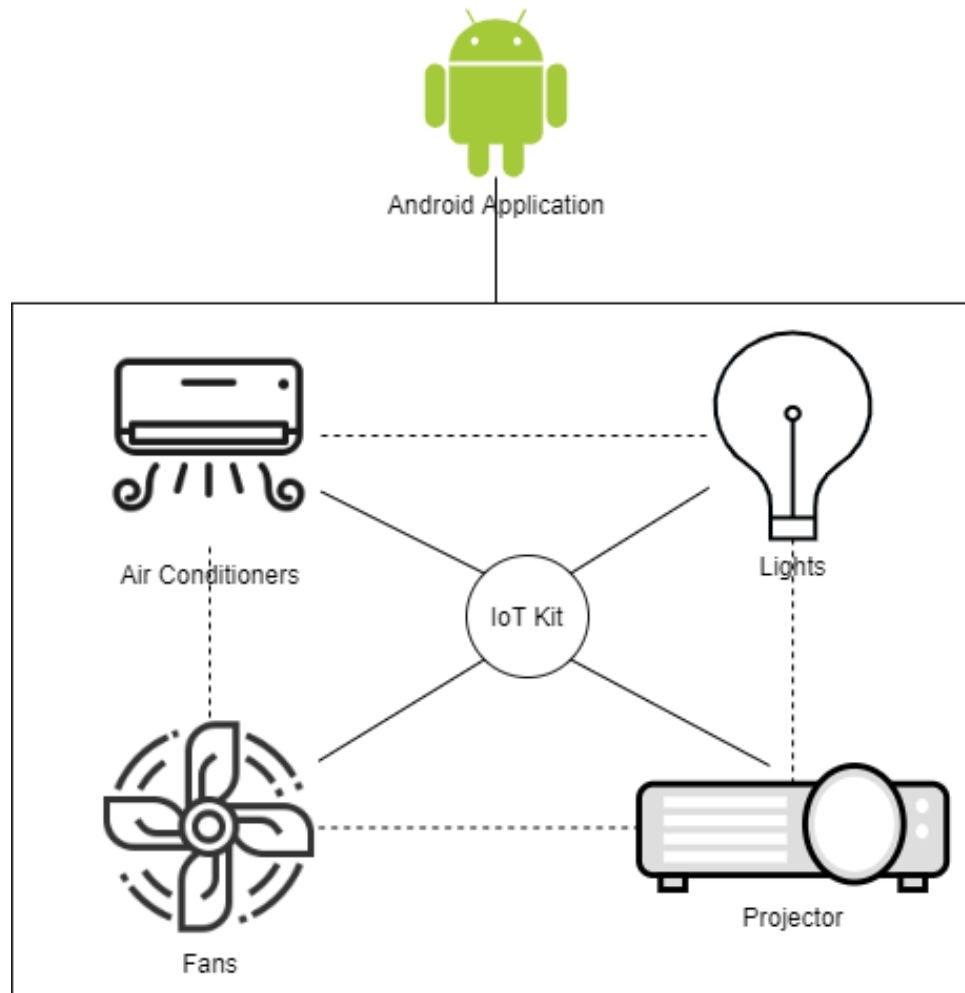 Android Application
Air Conditioners
Lights
IoT Kit
Projector
Fans